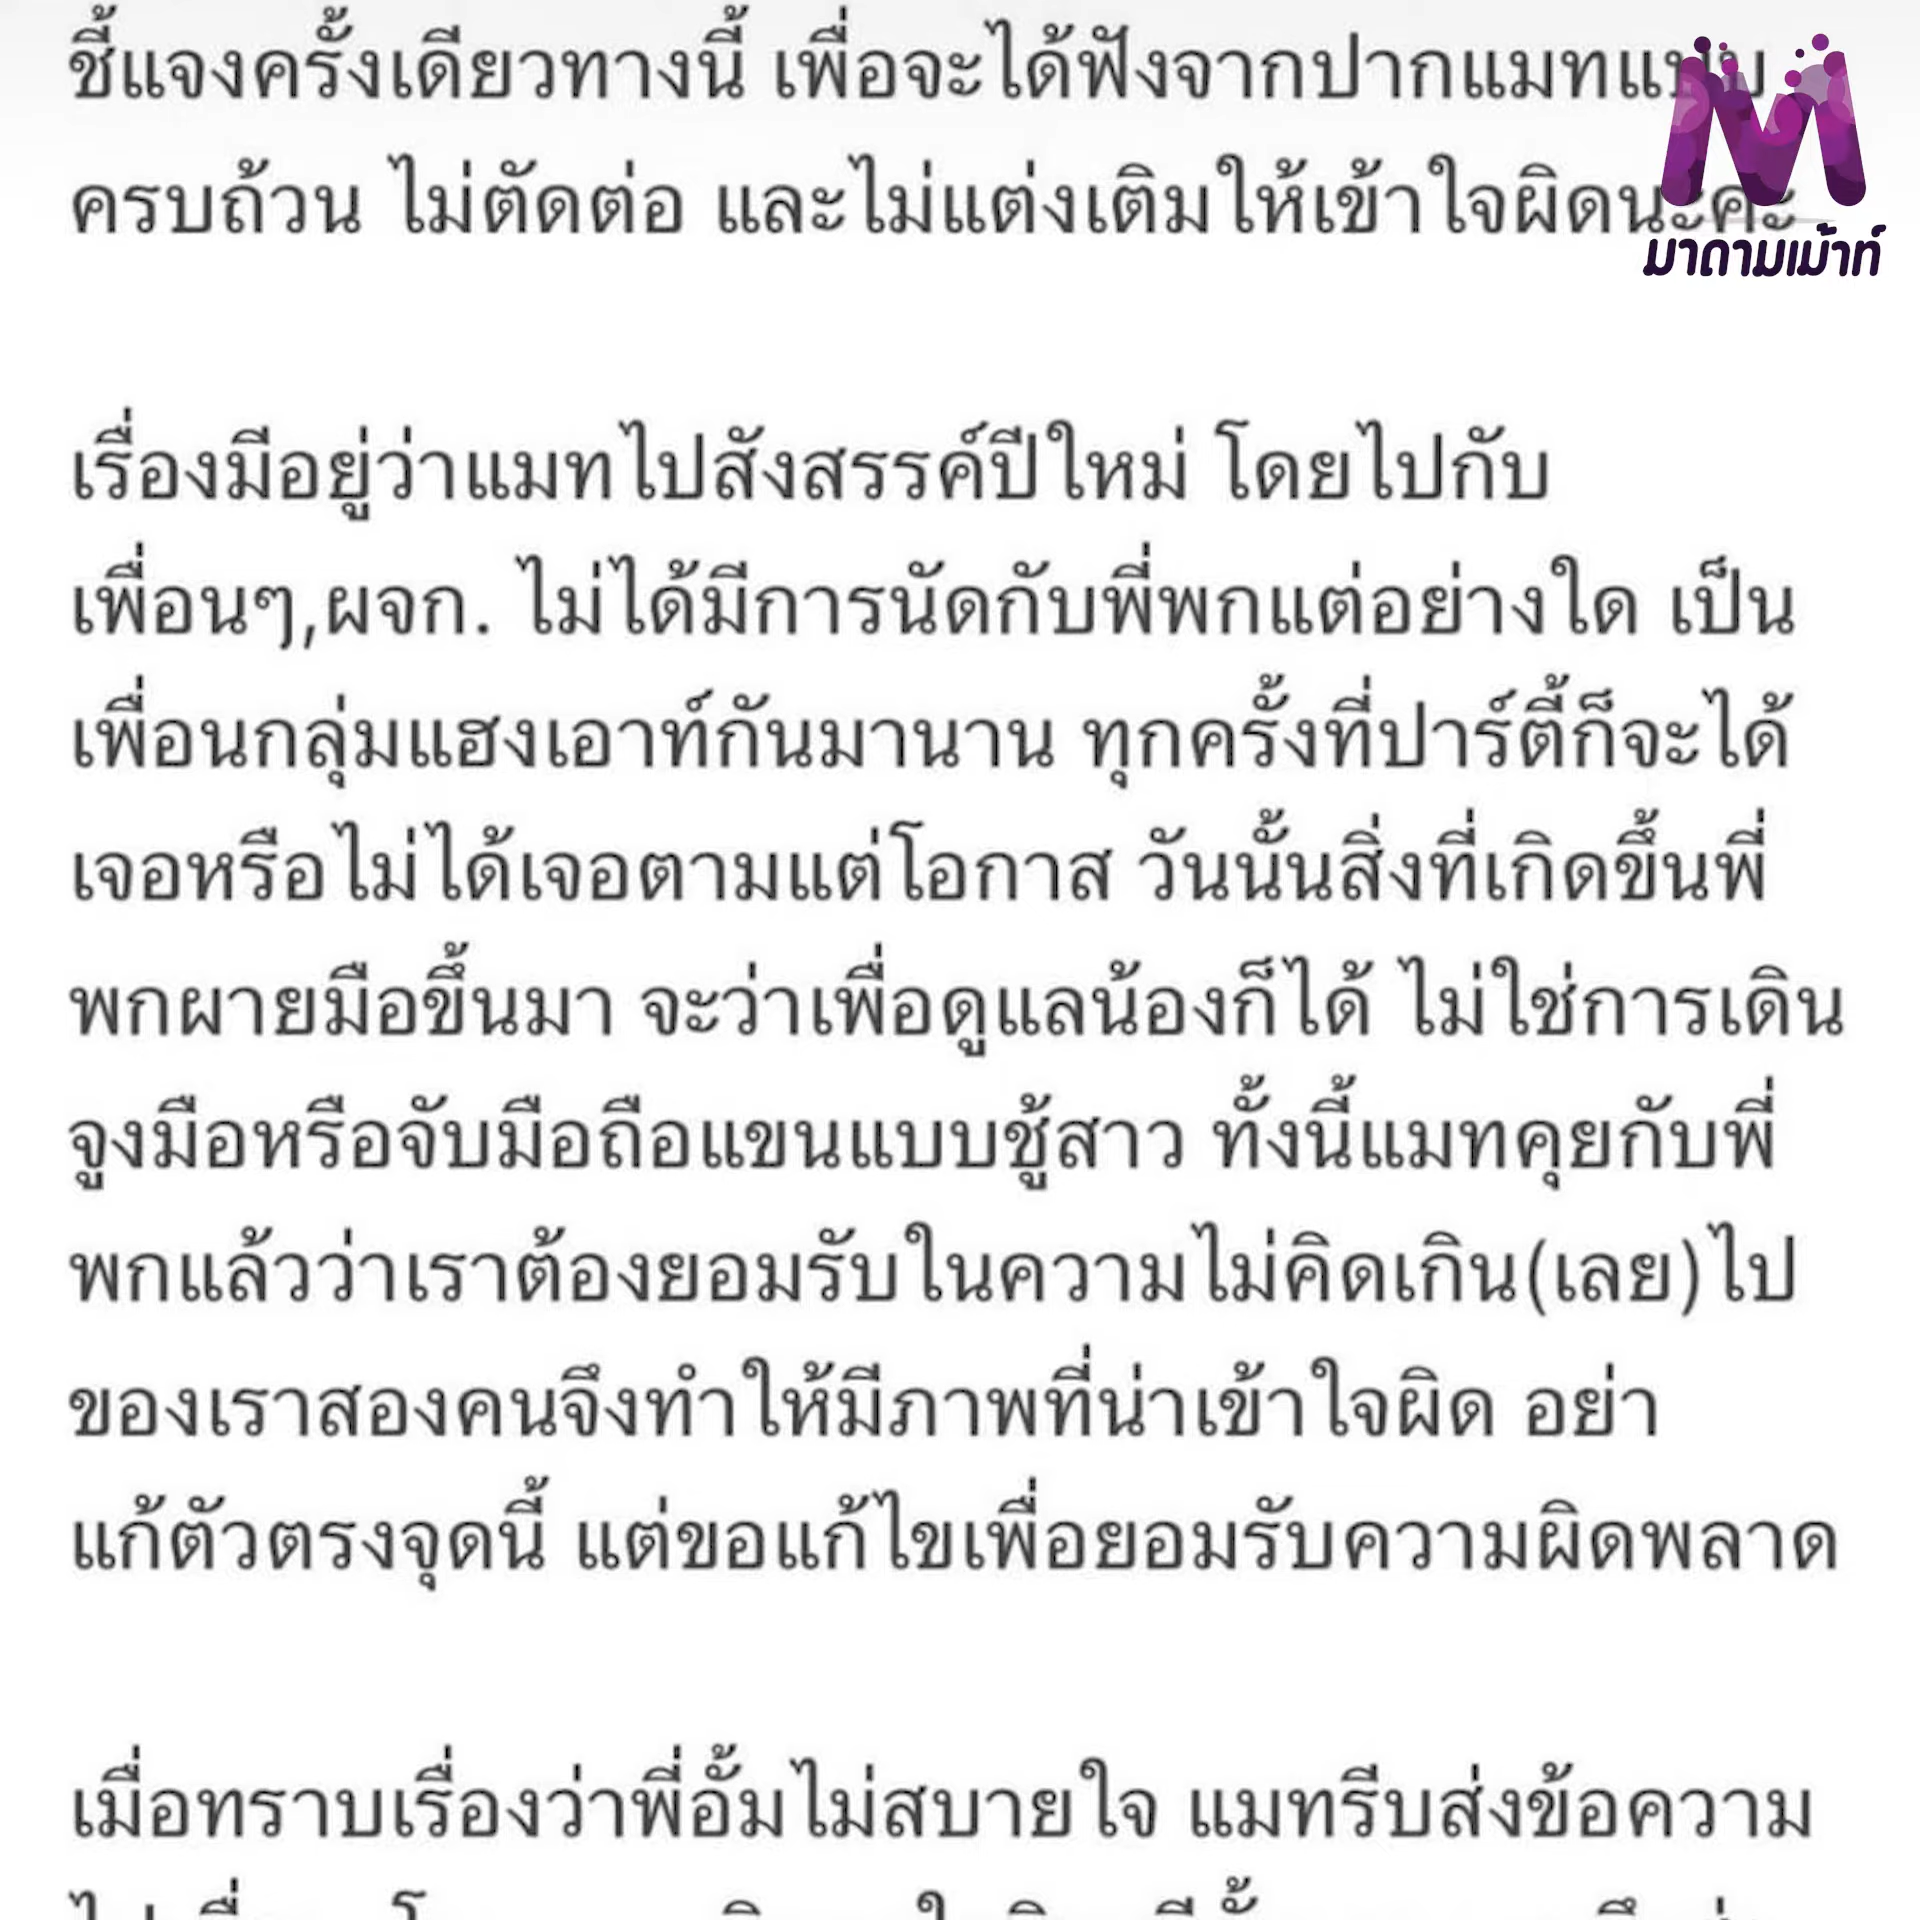 ชี้แจงครั้งเดียวทางนี้ เพื่อจะได้ฟังจากปากแมทแบบ
ครบถ้วน ไม่ตัดต่อ และไม่แต่งเติมให้เข้าใจผิดนะคะ
มาดามเม้าท์
เรื่องมีอยู่ว่าแมทไปสังสรรค์ปีใหม่ โดยไปกับ
เพื่อนๆ,ผจก. ไม่ได้มีการนัดกับพี่พกแต่อย่างใด เป็น
เพื่อนกลุ่มแฮงเอาท์กันมานาน ทุกครั้งที่ปาร์ตี้ก็จะได้
เจอหรือไม่ได้เจอตามแต่โอกาส วันนั้นสิ่งที่เกิดขึ้นพี่
พกผายมือขึ้นมา จะว่าเพื่อดูแลน้องก็ได้ ไม่ใช่การเดิน
จูงมือหรือจับมือถือแขนแบบชู้สาว ทั้งนี้แมทคุยกับพี่
พกแล้วว่าเราต้องยอมรับในความไม่คิดเกิน(เลย)ไป
ของเราสองคนจึงทำให้มีภาพที่น่าเข้าใจผิด อย่า
แก้ตัวตรงจุดนี้ แต่ขอแก้ไขเพื่อยอมรับความผิดพลาด
เมื่อทราบเรื่องว่าพี่อั้มไม่สบายใจ แมทรีบส่งข้อความ